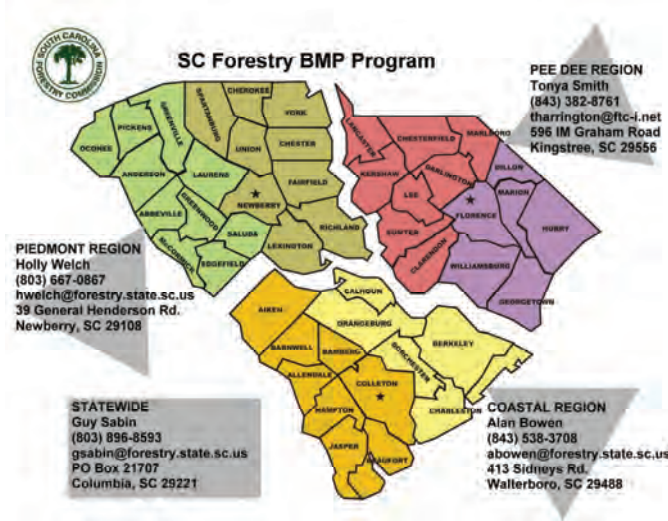 SOUTH CAROLINA
FORESTRY COMMISSION
SC Forestry BMP Program
PEE DEE REGION
Tonya Smith
(843) 382-8761
tharrington@ftc-i.net
596 IM Graham Road
Kingstree, SC 29556
CHEROKEE
SPARTANBURG
YORK
GREENVILLE
PICKENS
OCONEE
UNION
CHESTER
ANDERSON
LAURENS
FAIRFIELD
NEWBERRY
ABBEVILLE
GREENWOOD
SALUDA
RICHLAND
LEXINGTON
McCORMICK
EDGEFIELD
LANCASTER
CHESTERFIELD
MARLBORO
KERSHAW
DARLINGTON
DILLON
LEE
MARION
FLORENCE
HORRY
SUMTER
CLARENDON
WILLIAMSBURG
GEORGETOWN
PIEDMONT REGION
Holly Welch
(803) 667-0867
hwelch@forestry.state.sc.us
39 General Henderson Rd.
Newberry, SC 29108
CALHOUN
AIKEN
ORANGEBURG
BARNWELL
BAMBERG
BERKELEY
DORCHESTER
ALLENDALE
COLLETON
HAMPTON
CHARLESTON
JASPER
BEAUFORT
STATEWIDE
Guy Sabin
(803) 896-8593
gsabin@forestry.state.sc.us
PO Box 21707
Columbia, SC 29221
COASTAL REGION
Alan Bowen
(843) 538-3708
abowen@forestry.state.sc.us
413 Sidneys Rd.
Walterboro, SC 29488